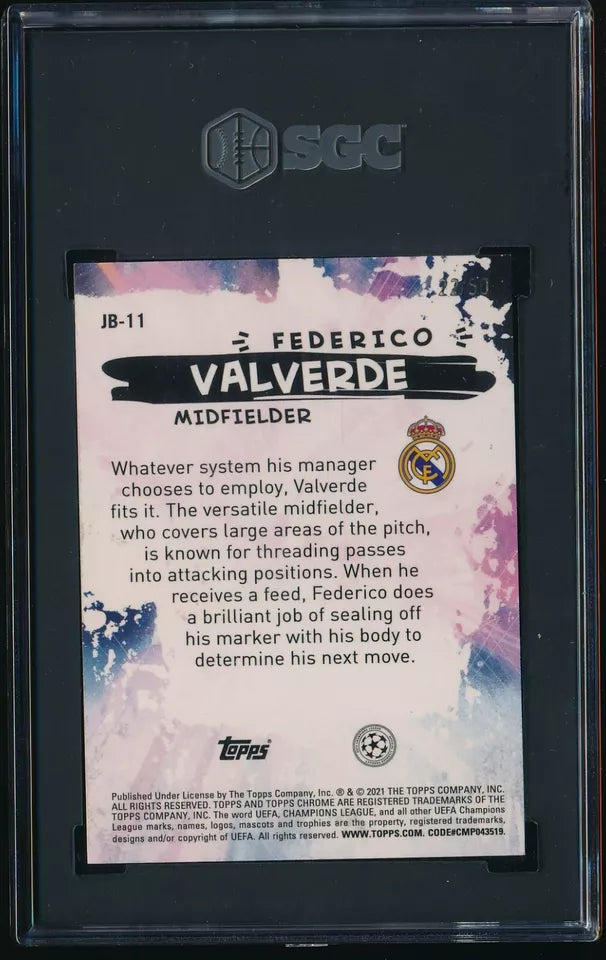 SGC
JB-11
FEDERICO
VALVERDE
MIDFIELDER
Whatever system his manager
chooses to employ, Valverde
fits it. The versatile midfielder,
who covers large areas of the pitch,
is known for threading passes
into attacking positions. When he
receives a feed, Federico does
a brilliant job of sealing off
his marker with his body to
determine his next move.
topps®
Published Under License by The Topps Company, Inc. ® & © 2021 THE TOPPS COMPANY, INC.
ALL RIGHTS RESERVED. TOPPS AND TOPPS CHROME ARE REGISTERED TRADEMARKS OF THE
TOPPS COMPANY, INC. The word UEFA, CHAMPIONS LEAGUE, and all other UEFA Champions
League marks, names, logos, mascots and trophies are the property, registered trademarks,
designs and/or copyright of UEFA. All rights reserved. WWW.TOPPS.COM. CODE#CMP043519.